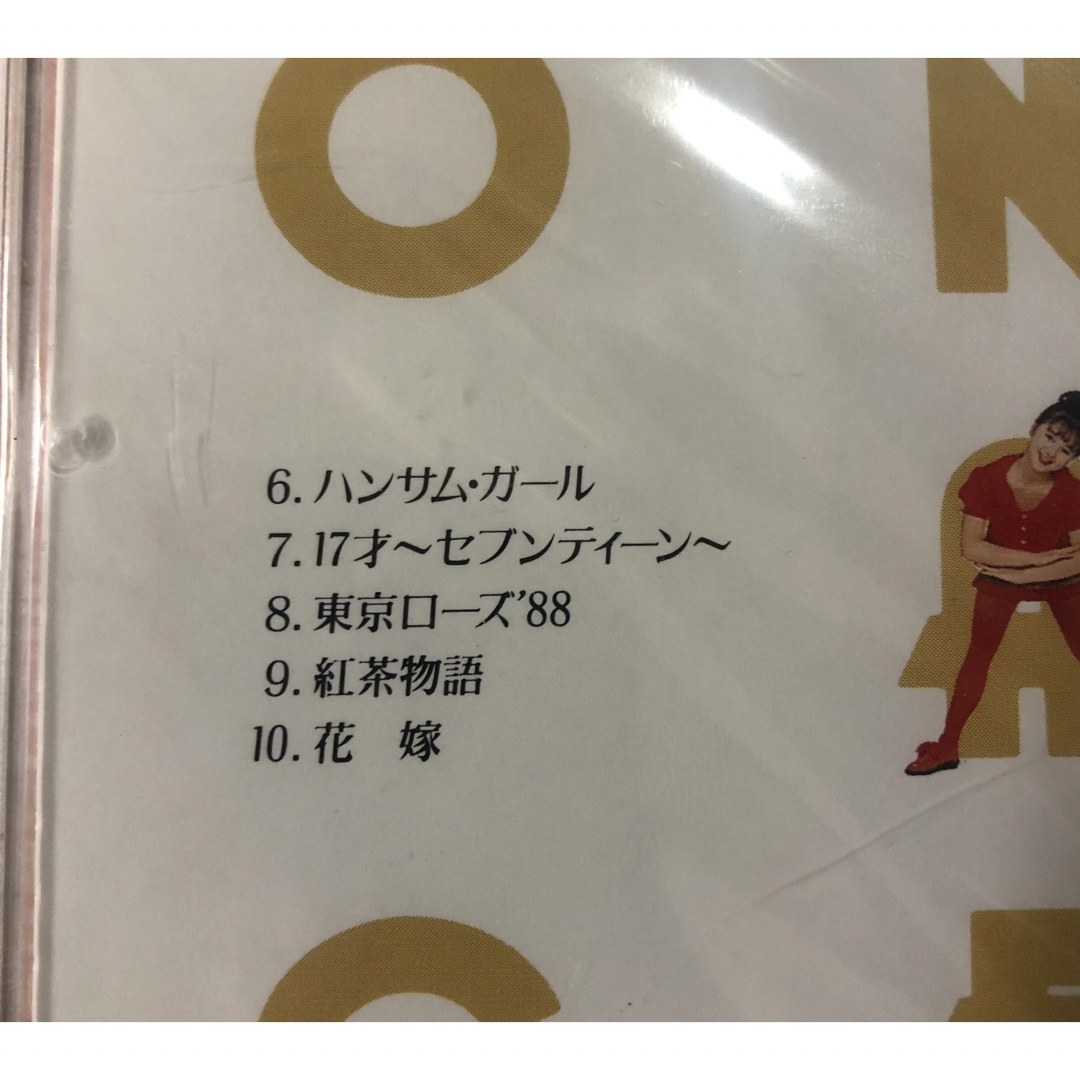 O N
6. ハンサム・ガール
7. 17才〜セブンティーン〜
8. 東京ローズ'88
9. 紅茶物語
10. 花　嫁